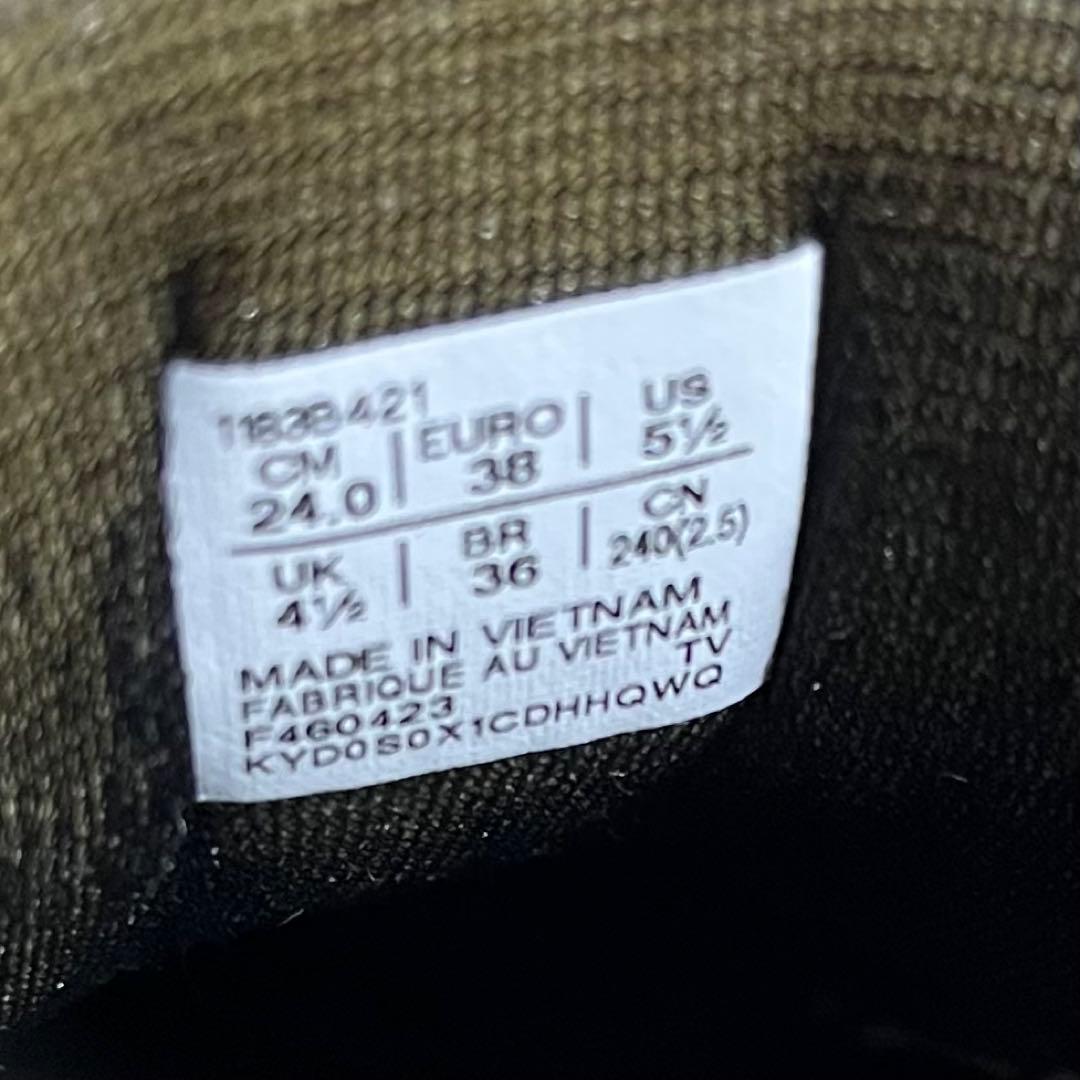 1183B421
CM | EURO | US
24.0 | 38 | 5½
UK | BR | CN
4½ | 36 | 240(2.5)
MADE IN VIETNAM
FABRIQUE AU VIETNAM
TV
F460423
KYD0S0X1CDHHQWQ